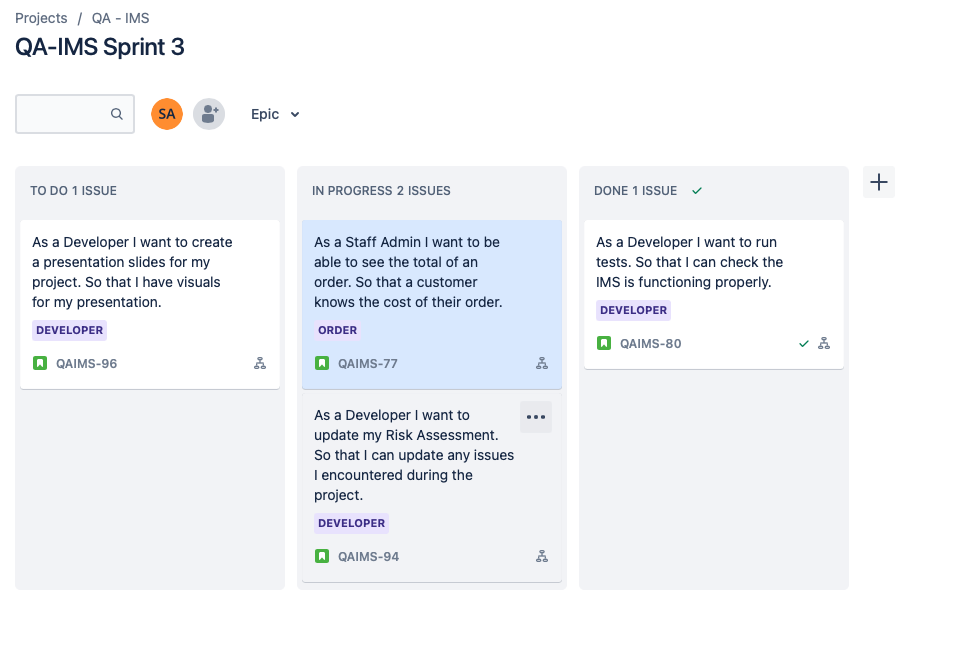 Projects / QA - IMS
QA-IMS Sprint 3
SA
Epic
TO DO 1 ISSUE
As a Developer I want to create
a presentation slides for my
project. So that I have visuals
for my presentation.
DEVELOPER
QAIMS-96
IN PROGRESS 2 ISSUES
As a Staff Admin I want to be
able to see the total of an
order. So that a customer
knows the cost of their order.
ORDER
QAIMS-77
As a Developer I want to
update my Risk Assessment.
So that I can update any issues
I encountered during the
project.
DEVELOPER
QAIMS-94
DONE 1 ISSUE
As a Developer I want to run
tests. So that I can check the
IMS is functioning properly.
DEVELOPER
QAIMS-80